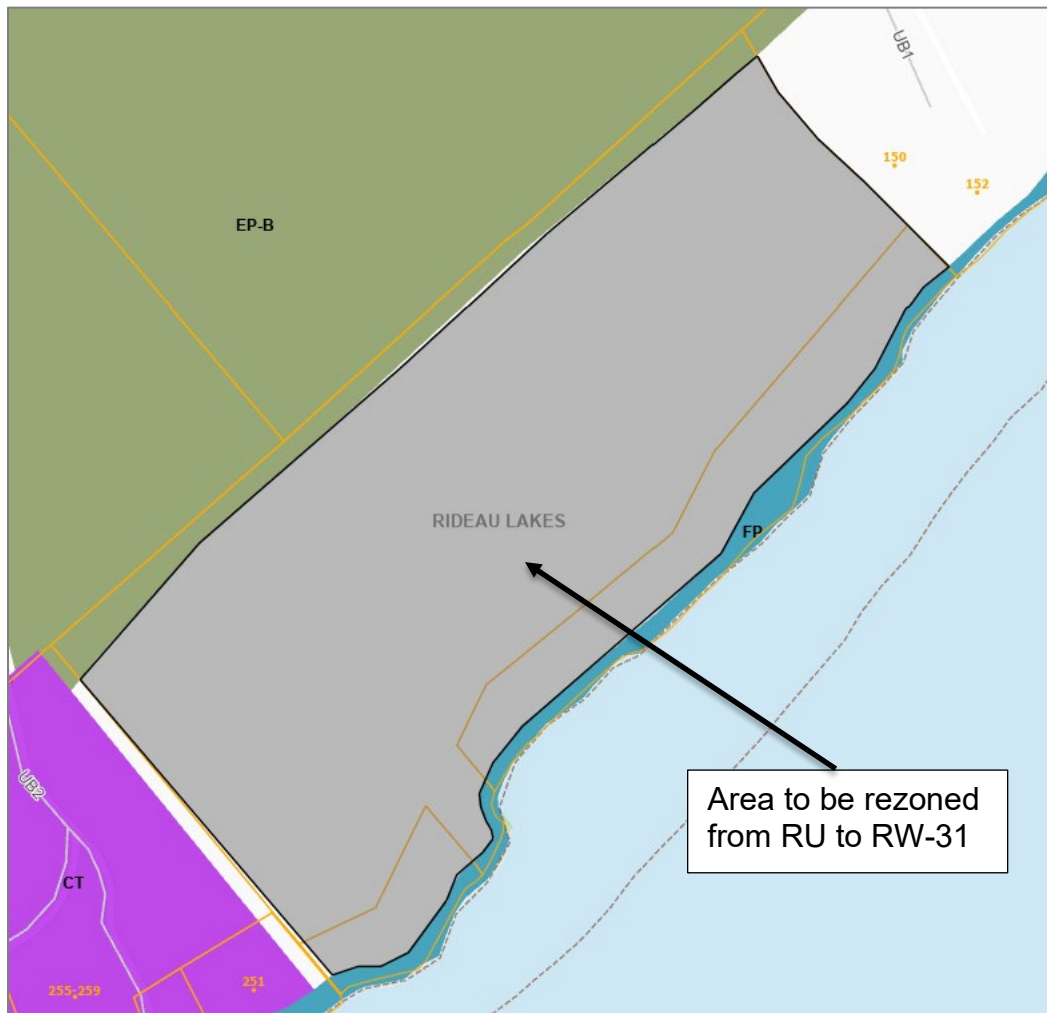 UB1
150
152
EP-B
RIDEAU LAKES
FP
Area to be rezoned
from RU to RW-31
UB2
CT
251
255-259